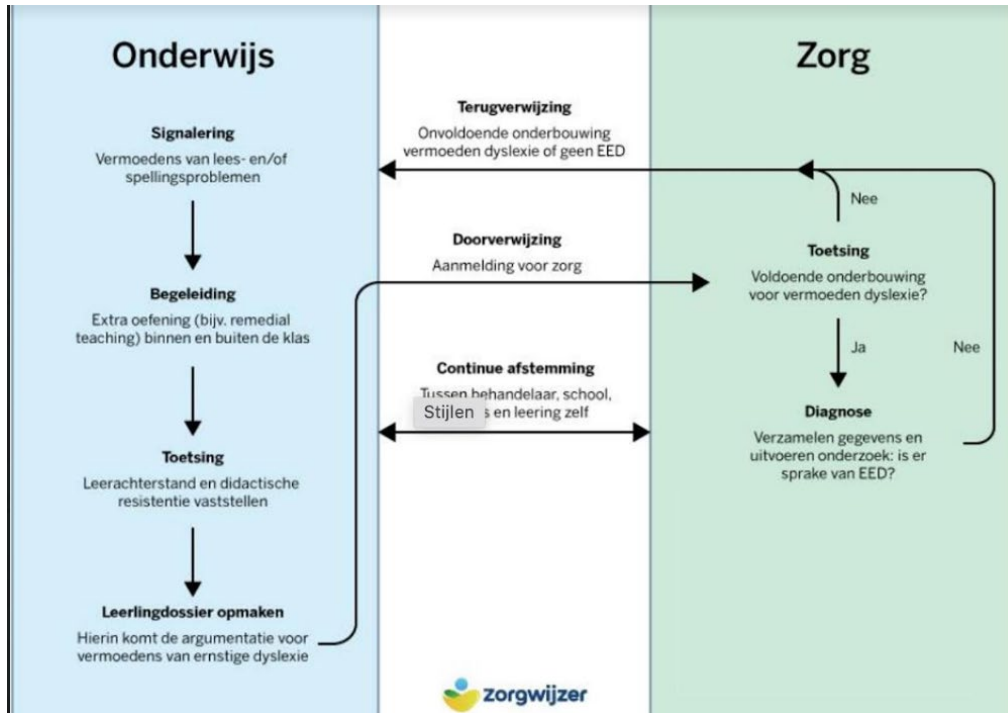 Onderwijs
Signalering
Vermoedens van lees- en/of
spellingsproblemen
Begeleiding
Extra oefening (bijv. remedial
teaching) binnen en buiten de klas
Toetsing
Leerachterstand en didactische
resistentie vaststellen
Leerlingdossier opmaken
Hierin komt de argumentatie voor
vermoedens van ernstige dyslexie
Terugverwijzing
Onvoldoende onderbouwing
vermoeden dyslexie of geen EED
Doorverwijzing
Aanmelding voor zorg
Continue afstemming
Tussen behandelaar, school,
Stijlen
s en leering zelf
zorgwijzer
Zorg
Nee
Toetsing
Voldoende onderbouwing
voor vermoeden dyslexie?
Ja
Nee
Diagnose
Verzamelen gegevens en
uitvoeren onderzoek: is er
sprake van EED?